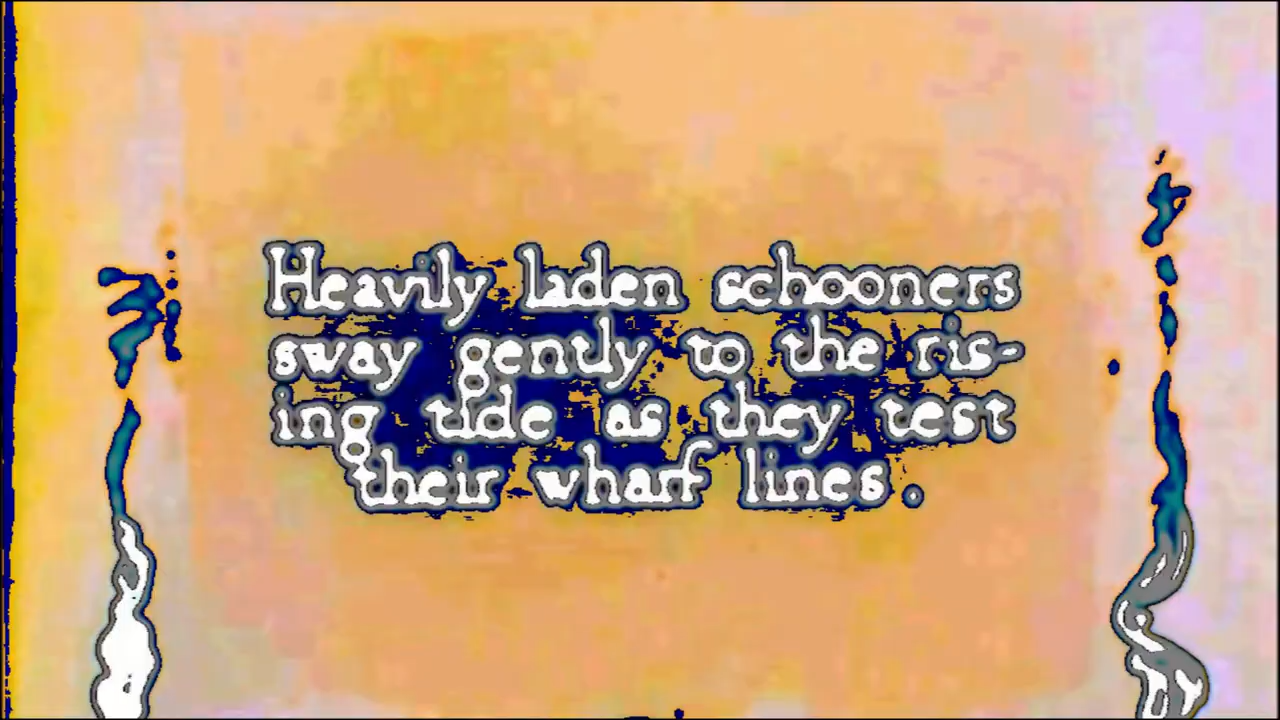 Heavily laden schooners
sway gently to the ris-
ing tide as they test
their wharf lines.